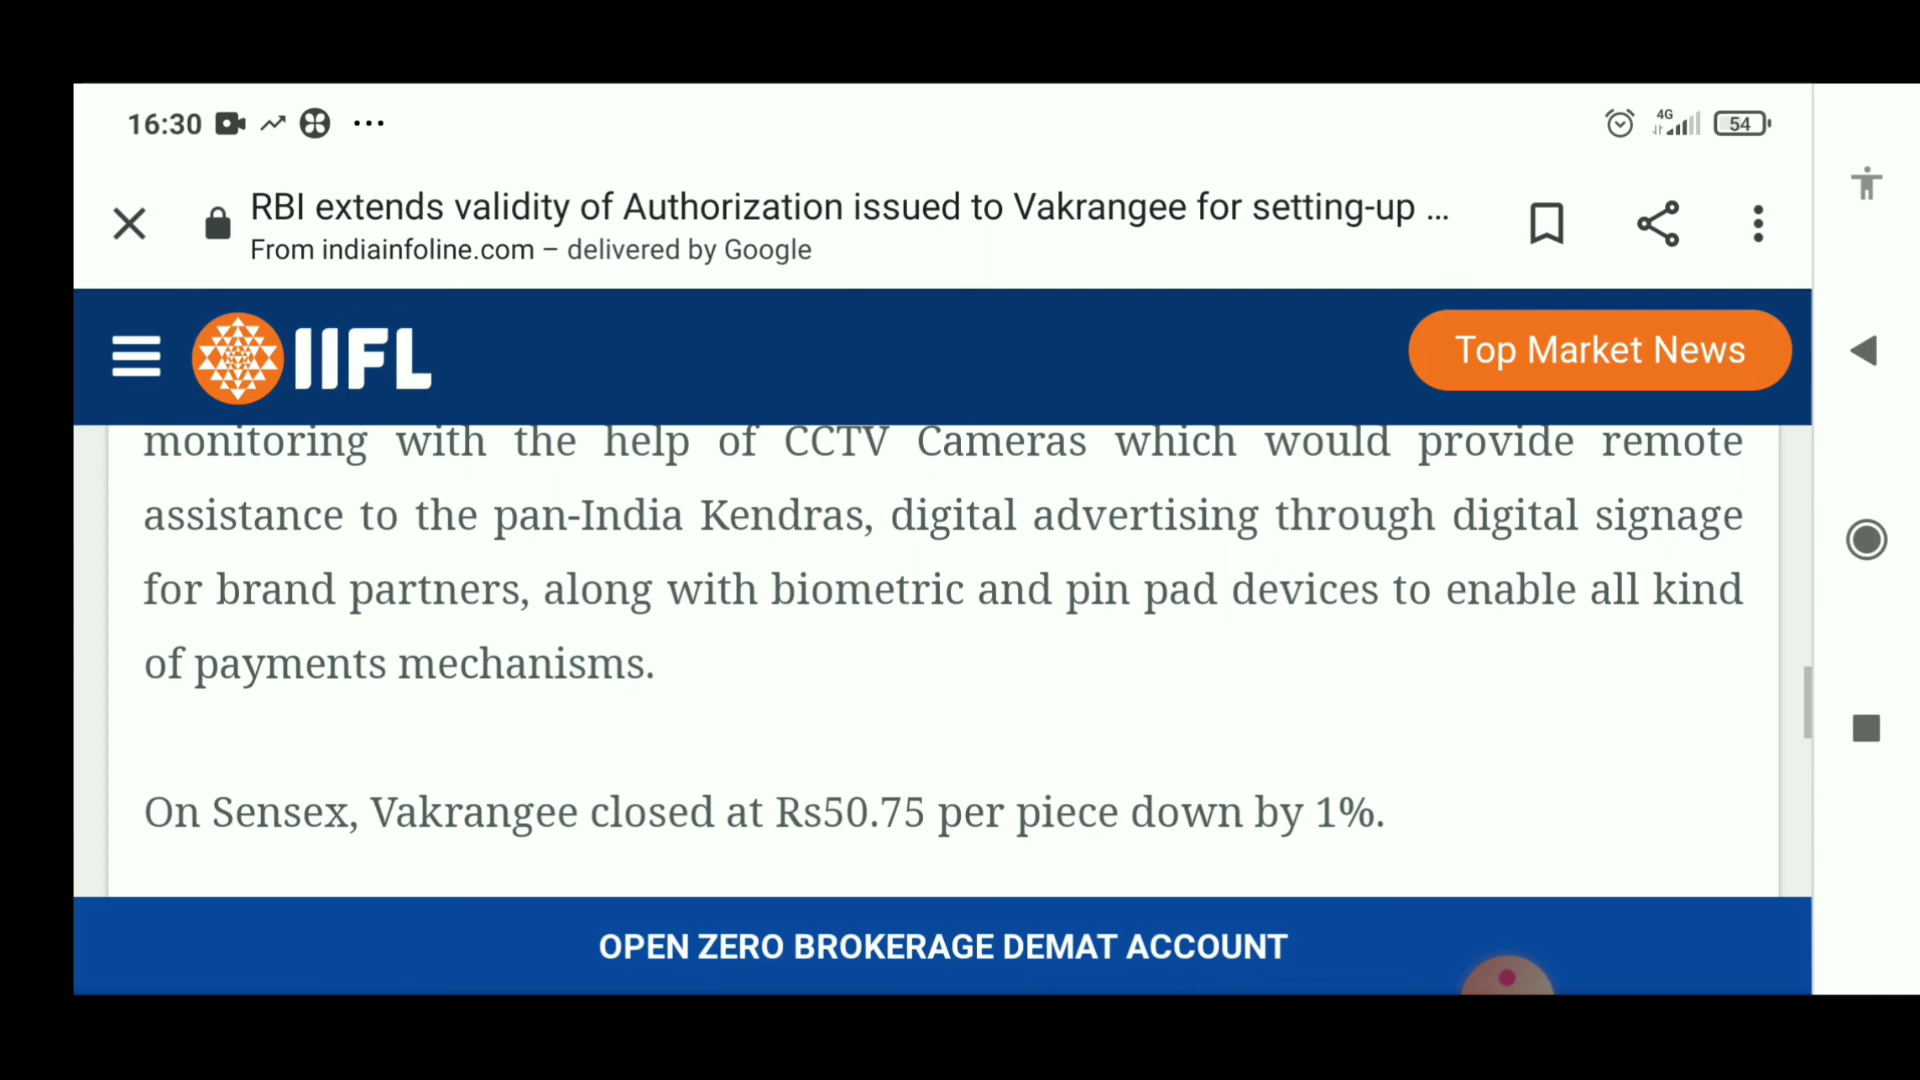 16:30 ... 4G 54
RBI extends validity of Authorization issued to Vakrangee for setting-up ...
From indiainfoline.com – delivered by Google
IIFL Top Market News
monitoring with the help of CCTV Cameras which would provide remote
assistance to the pan-India Kendras, digital advertising through digital signage
for brand partners, along with biometric and pin pad devices to enable all kind
of payments mechanisms.
On Sensex, Vakrangee closed at Rs50.75 per piece down by 1%.
OPEN ZERO BROKERAGE DEMAT ACCOUNT